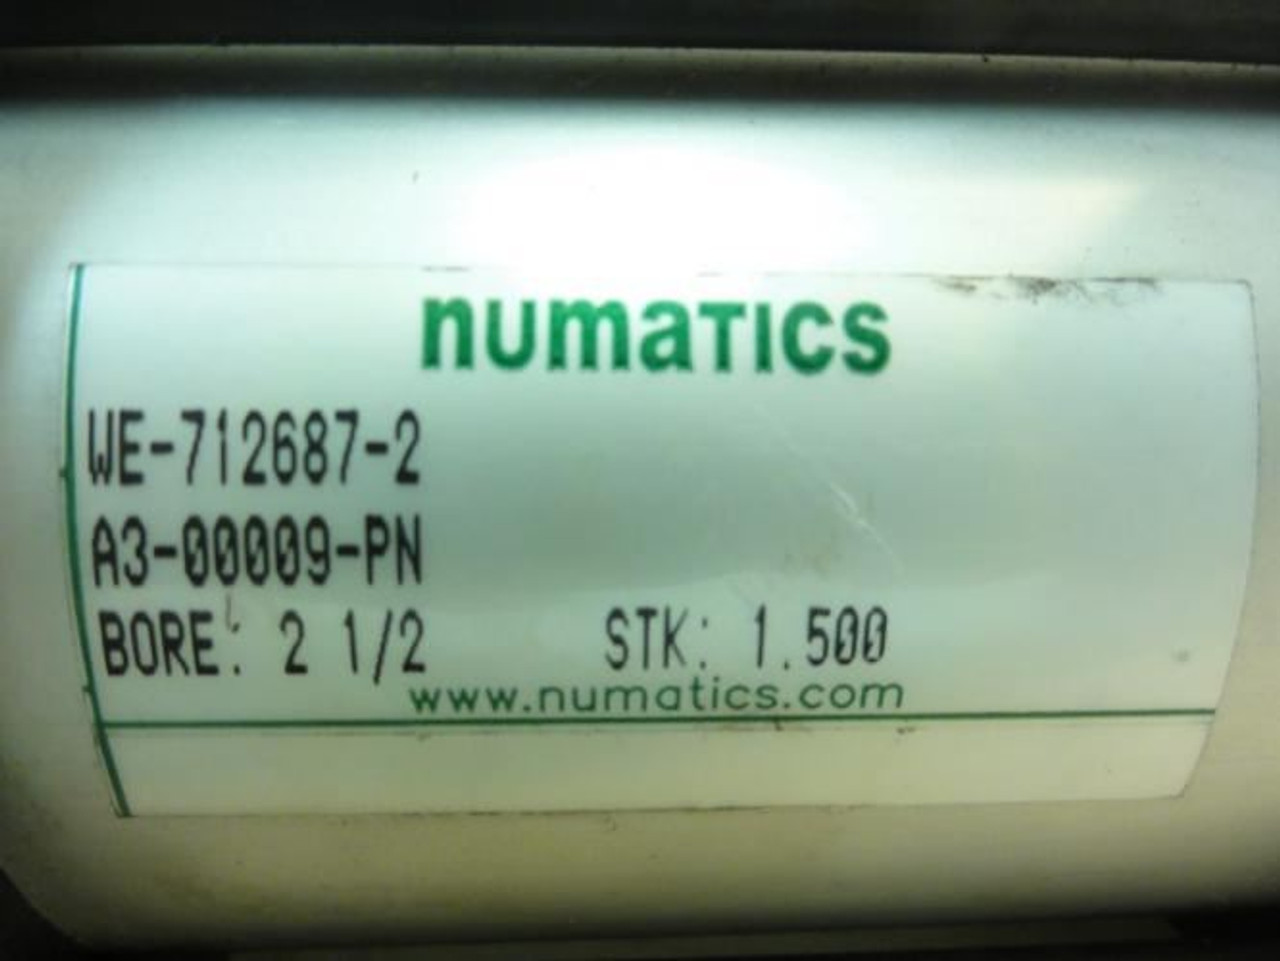 numatics
WE-712687-2
A3-00009-PN
BORE: 2 1/2 STK: 1.500
www.numatics.com